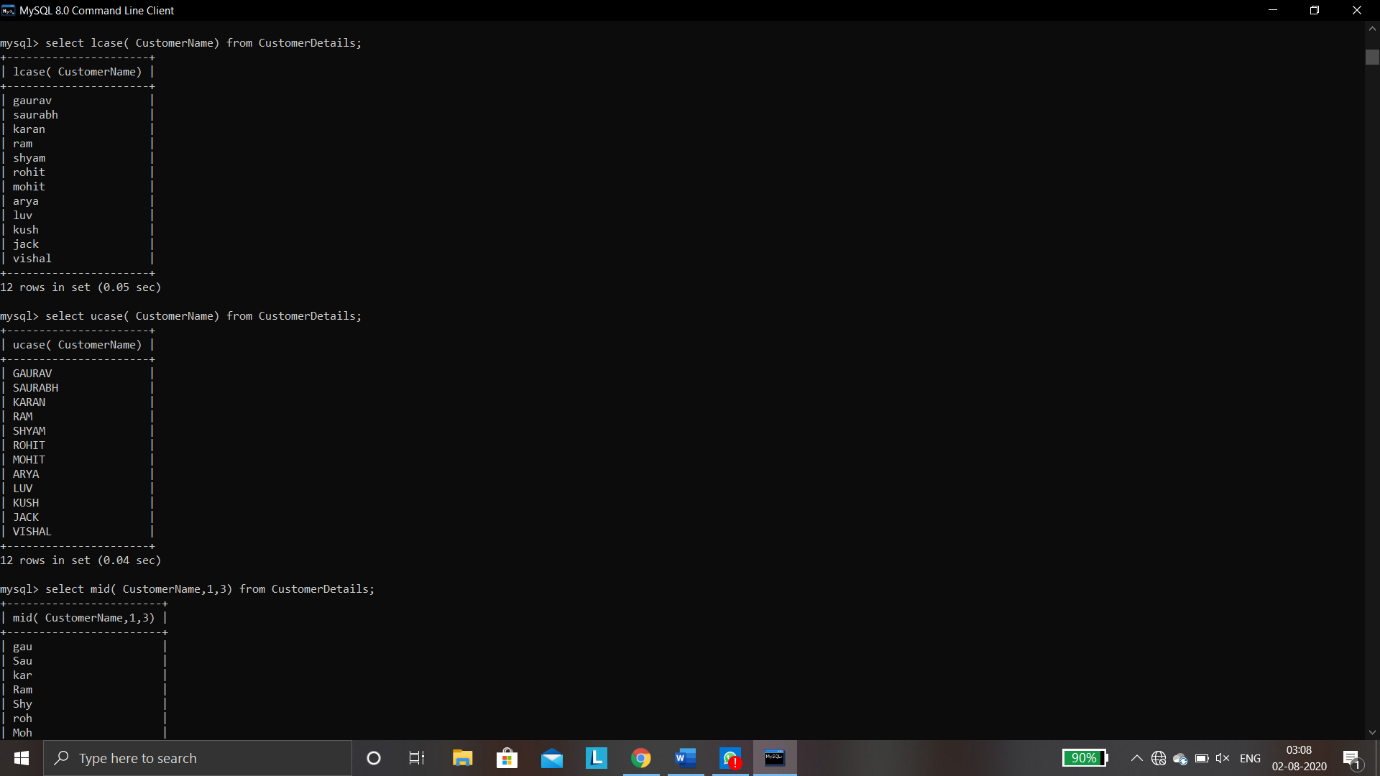 MySQL 8.0 Command Line Client
mysql> select lcase( CustomerName) from CustomerDetails;
+----------------------+
| lcase( CustomerName) |
+----------------------+
| gaurav               |
| saurabh              |
| karan                |
| ram                  |
| shyam                |
| rohit                |
| mohit                |
| arya                 |
| luv                  |
| kush                 |
| jack                 |
| vishal               |
+----------------------+
12 rows in set (0.05 sec)
mysql> select ucase( CustomerName) from CustomerDetails;
+----------------------+
| ucase( CustomerName) |
+----------------------+
| GAURAV               |
| SAURABH              |
| KARAN                |
| RAM                  |
| SHYAM                |
| ROHIT                |
| MOHIT                |
| ARYA                 |
| LUV                  |
| KUSH                 |
| JACK                 |
| VISHAL               |
+----------------------+
12 rows in set (0.04 sec)
mysql> select mid( CustomerName,1,3) from CustomerDetails;
+------------------------+
| mid( CustomerName,1,3) |
+------------------------+
| gau                    |
| Sau                    |
| kar                    |
| Ram                    |
| Shy                    |
| roh                    |
| Moh                    |
Type here to search
L
90%
ENG
03:08
02-08-2020
1